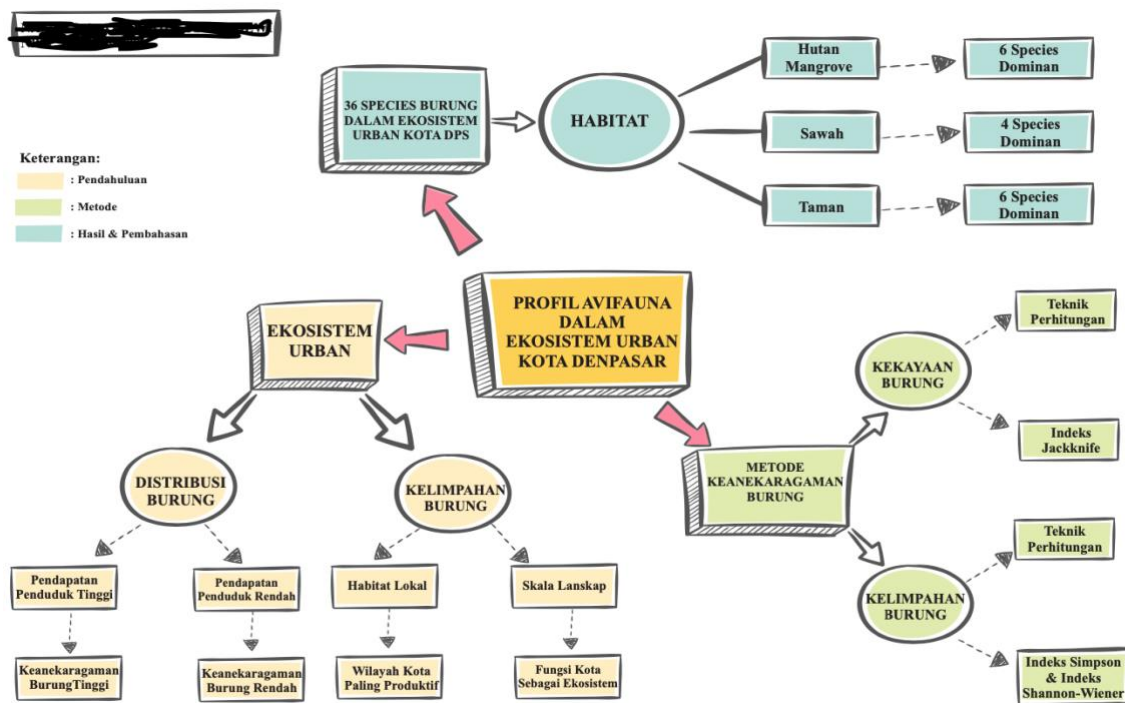 36 SPECIES BURUNG
DALAM EKOSISTEM
URBAN KOTA DPS
HABITAT
Hutan
Mangrove
6 Species
Dominan
Sawah
4 Species
Dominan
Taman
6 Species
Dominan
Keterangan:
: Pendahuluan
: Metode
: Hasil & Pembahasan
PROFIL AVIFAUNA
DALAM
EKOSISTEM URBAN
KOTA DENPASAR
EKOSISTEM
URBAN
DISTRIBUSI
BURUNG
KELIMPAHAN
BURUNG
Pendapatan
Penduduk Tinggi
Pendapatan
Penduduk Rendah
Habitat Lokal
Skala Lanskap
Keanekaragaman
BurungTinggi
Keanekaragaman
Burung Rendah
Wilayah Kota
Paling Produktif
Fungsi Kota
Sebagai Ekosistem
METODE
KEANEKARAGAMAN
BURUNG
KEKAYAAN
BURUNG
Teknik
Perhitungan
Indeks
Jackknife
KELIMPAHAN
BURUNG
Teknik
Perhitungan
Indeks Simpson
& Indeks
Shannon-Wiener